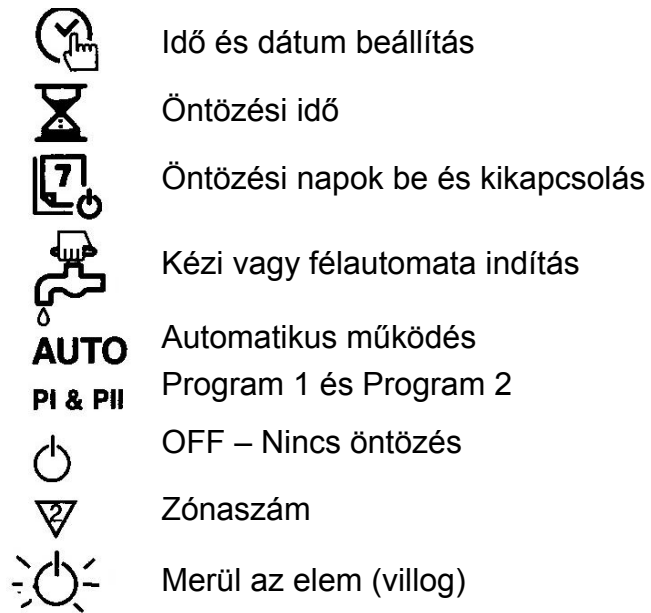 Idő és dátum beállítás
Öntözési idő
7 Öntözési napok be és kikapcsolás
Kézi vagy félautomata indítás
AUTO Automatikus működés
PI & PII Program 1 és Program 2
OFF – Nincs öntözés
2 Zónaszám
Merül az elem (villog)